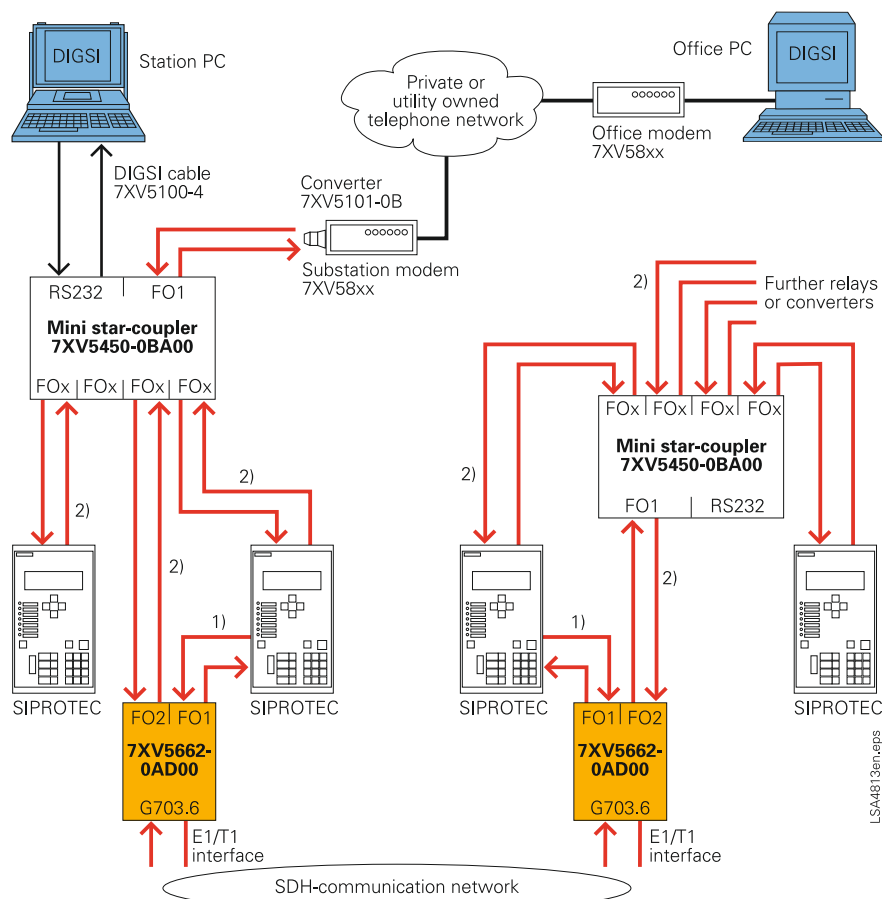 DIGSI
Station PC
Office PC
DIGSI
Private or
utility owned
telephone network
Office modem
7XV58xx
DIGSI cable
7XV5100-4
Converter
7XV5101-0B
Substation modem
7XV58xx
RS232 | FO1
Mini star-coupler
7XV5450-0BA00
FOx | FOx | FOx | FOx
2)
Further relays
or converters
FOx | FOx | FOx | FOx
Mini star-coupler
7XV5450-0BA00
FO1 | RS232
2)
2)
2)
2)
2)
1)
1)
SIPROTEC
SIPROTEC
SIPROTEC
SIPROTEC
FO2 | FO1
7XV5662-
0AD00
G703.6
E1/T1
interface
FO1 | FO2
7XV5662-
0AD00
G703.6
E1/T1
interface
SDH-communication network
LSA4813en.eps